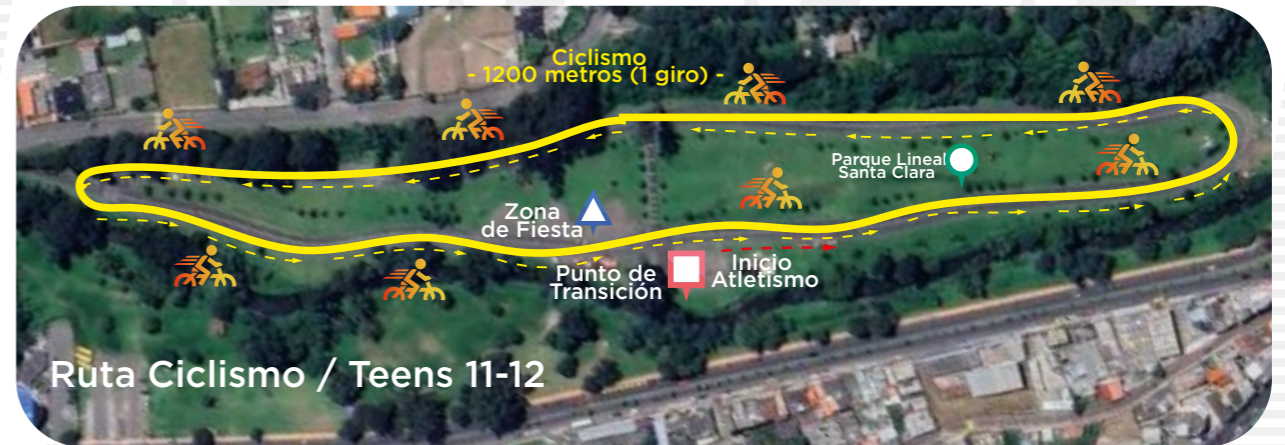 Ciclismo
- 1200 metros (1 giro) -
Parque Lineal
Santa Clara
Zona
de Fiesta
Punto de
Transición
Inicio
Atletismo
Ruta Ciclismo / Teens 11-12